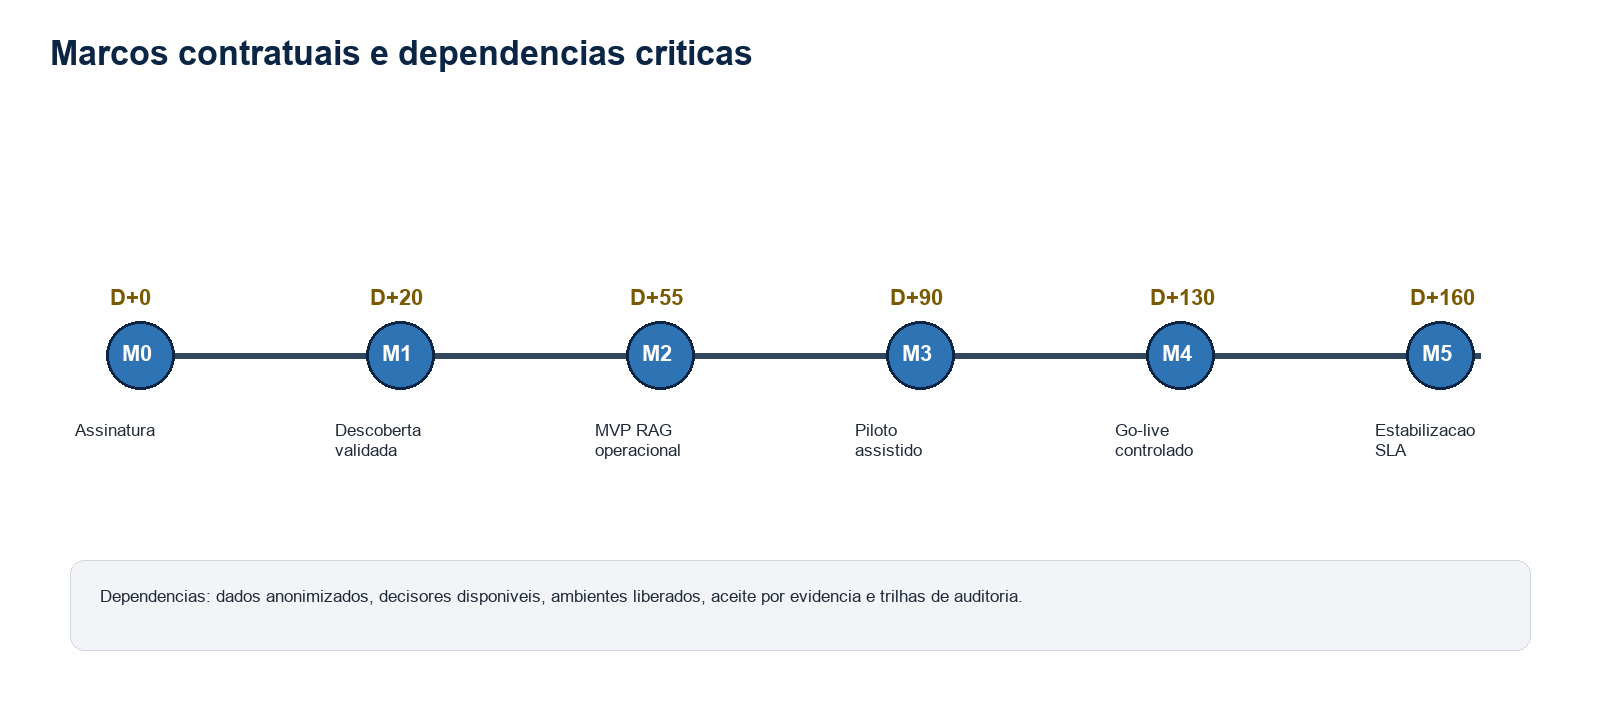 Marcos contratuais e dependencias criticas
D+0
D+20
D+55
D+90
D+130
D+160
M0
M1
M2
M3
M4
M5
Assinatura
Descoberta
validada
MVP RAG
operacional
Piloto
assistido
Go-live
controlado
Estabilizacao
SLA
Dependencias: dados anonimizados, decisores disponiveis, ambientes liberados, aceite por evidencia e trilhas de auditoria.